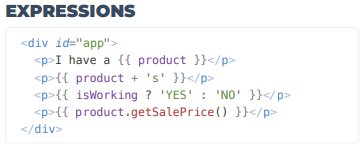 EXPRESSIONS
<div id="app">
<p>I have a {{ product }}</p>
<p>{{ product + 's' }}</p>
<p>{{ isWorking ? 'YES' : 'NO' }}</p>
<p>{{ product.getSalePrice() }}</p>
</div>